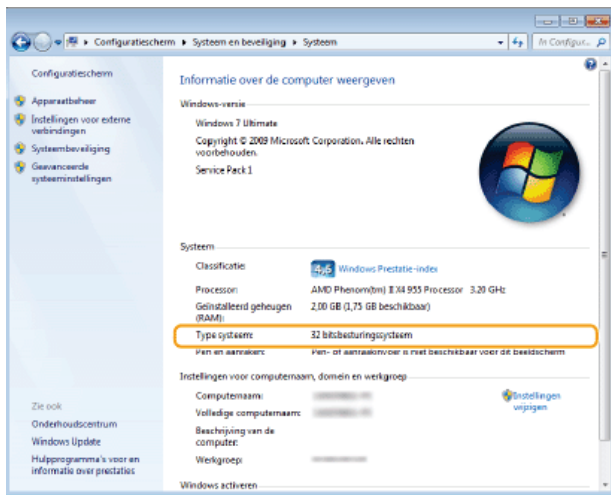 Configuratiescherm ▸ Systeem en beveiliging ▸ Systeem
In Configur...
Configuratiescherm
Apparaatbeheer
Instellingen voor externe
verbindingen
Systeembeveiliging
Geavanceerde
systeeminstellingen
Zie ook
Onderhoudscentrum
Windows Update
Hulpprogramma's voor en
informatie over prestaties
Informatie over de computer weergeven
Windows-versie
Windows 7 Ultimate
Copyright © 2009 Microsoft Corporation. Alle rechten
voorbehouden.
Service Pack 1
Systeem
Classificatie: 4,6 Windows Prestatie-index
Processor: AMD Phenom(tm) II X4 955 Processor 3.20 GHz
Geïnstalleerd geheugen 2,00 GB (1,75 GB beschikbaar)
(RAM):
Type systeem: 32 bitsbesturingssysteem
Pen en aanraken: Pen- of aanraakinvoer is niet beschikbaar voor dit beeldscherm
Instellingen voor computernaam, domein en werkgroep
Computernaam: Instellingen
wijzigen
Volledige computernaam:
Beschrijving van de
computer:
Werkgroep:
Windows activeren